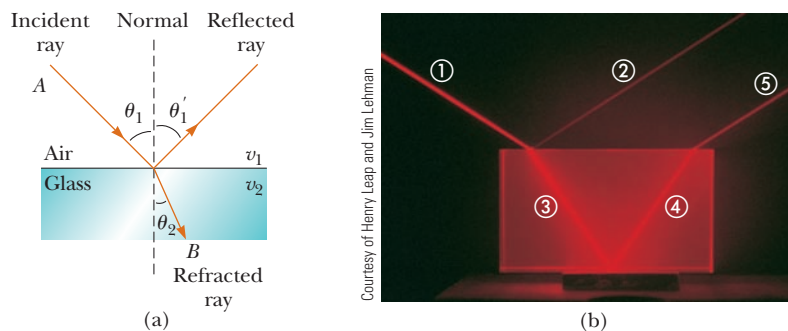 Incident ray
Normal
Reflected ray
A
θ₁
θ₁′
Air
v₁
Glass
v₂
θ₂
B
Refracted ray
(a)
Courtesy of Henry Leap and Jim Lehman
①
②
⑤
③
④
(b)